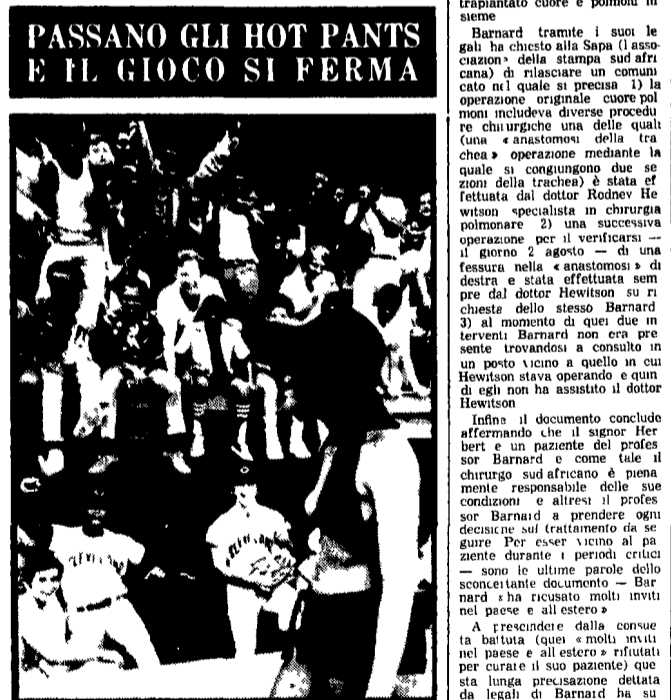 PASSANO GLI HOT PANTS
E IL GIOCO SI FERMA
CLEVELAND
trapiantato cuore e polmoni in
sieme
Barnard tramite i suoi le
gali ha chiesto alla Sapa (l asso-
ciazion» della stampa sud afri
cana) di rilasciare un comuni
cato nel quale si precisa 1) la
operazione originale cuore pol
moni includeva diverse procedu
re chirurgiche una delle quali
(una « anastomosi della tra
chea » operazione mediante la
quale si congiungono due se
zioni della trachea) è stata ef
fettuata dal dottor Rodney He
witson specialista in chirurgia
polmonare 2) una successiva
operazione per il verificarsi —
il giorno 2 agosto — di una
fessura nella « anastomosi » di
destra e stata effettuata sem
pre dal dottor Hewitson su ri
chieste dello stesso Barnard
3) al momento di quei due in
terventi Barnard non era pre
sente trovandosi a consulto in
un posto vicino a quello in cui
Hewitson stava operando e quin
di egli non ha assistito il dottor
Hewitson
Infine il documento conclude
affermando che il signor Her
bert e un paziente del profes
sor Barnard e come tale il
chirurgo sud africano è piena
mente responsabile delle sue
condizioni e altresi il profes
sor Barnard a prendere ogni
decisione sul trattamento da se
guire Per esser vicino al pa
ziente durante i periodi critici
— sono le ultime parole dello
sconcertante documento — Bar
nard « ha ricusato molti inviti
nel paese e all estero »
A prescindere dalla consue
ta battuta (quei « molti inviti
nel paese e all estero » rifiutati
per curate il suo paziente) que
sta lunga precisazione dettata
da legali di Barnard ha su